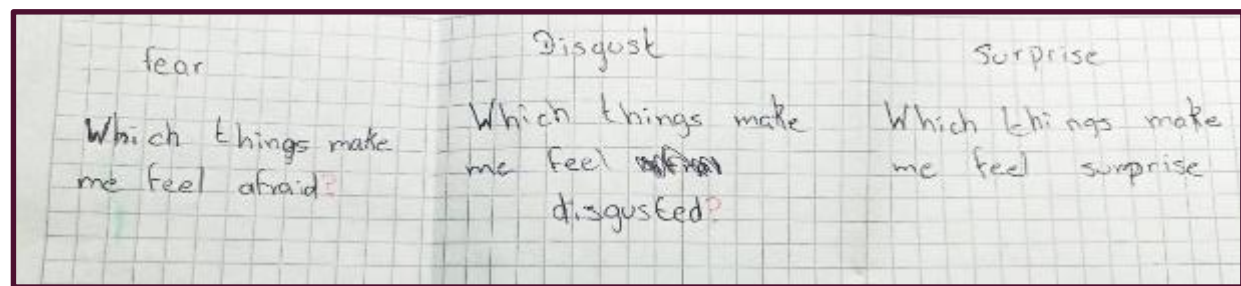 fear
Which things make
me feel afraid?
Disgust
Which things make
me feel
disgusted?
Surprise
Which things make
me feel surprise